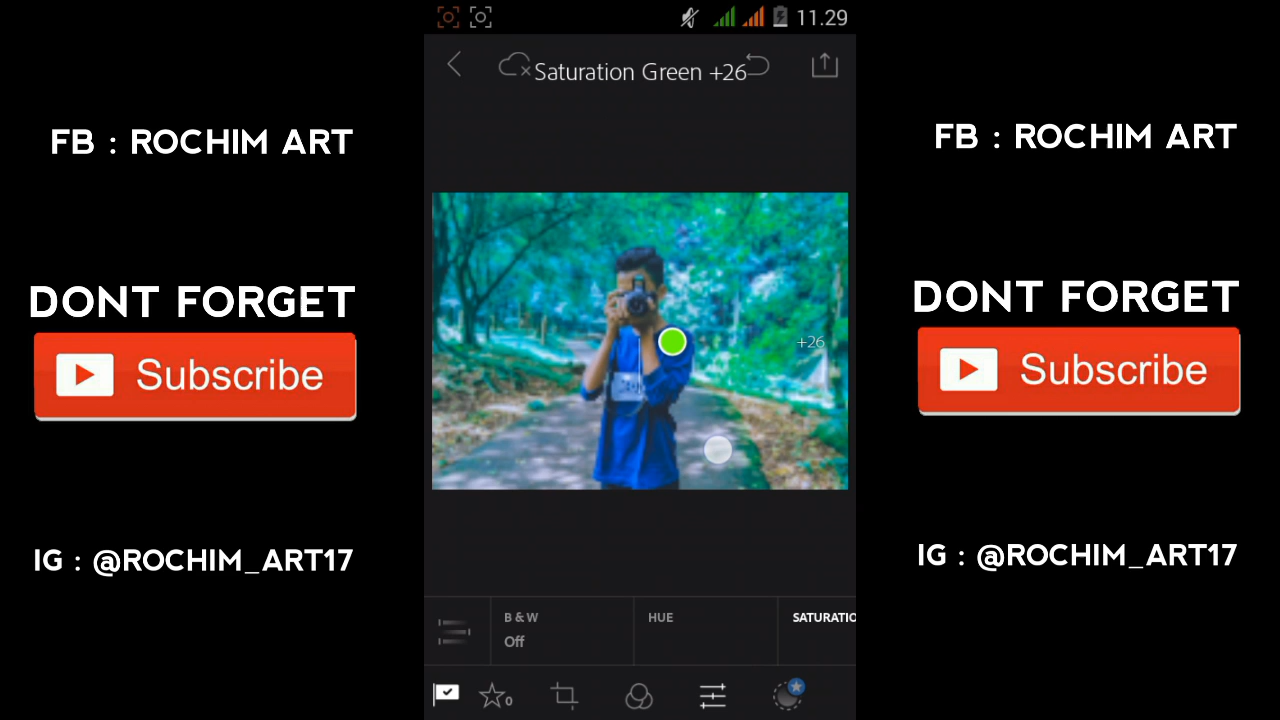 11.29
Saturation Green +26
FB : ROCHIM ART
DONT FORGET
Subscribe
IG : @ROCHIM_ART17
+26
B & W
Off
HUE
SATURATIO
0
FB : ROCHIM ART
DONT FORGET
Subscribe
IG : @ROCHIM_ART17